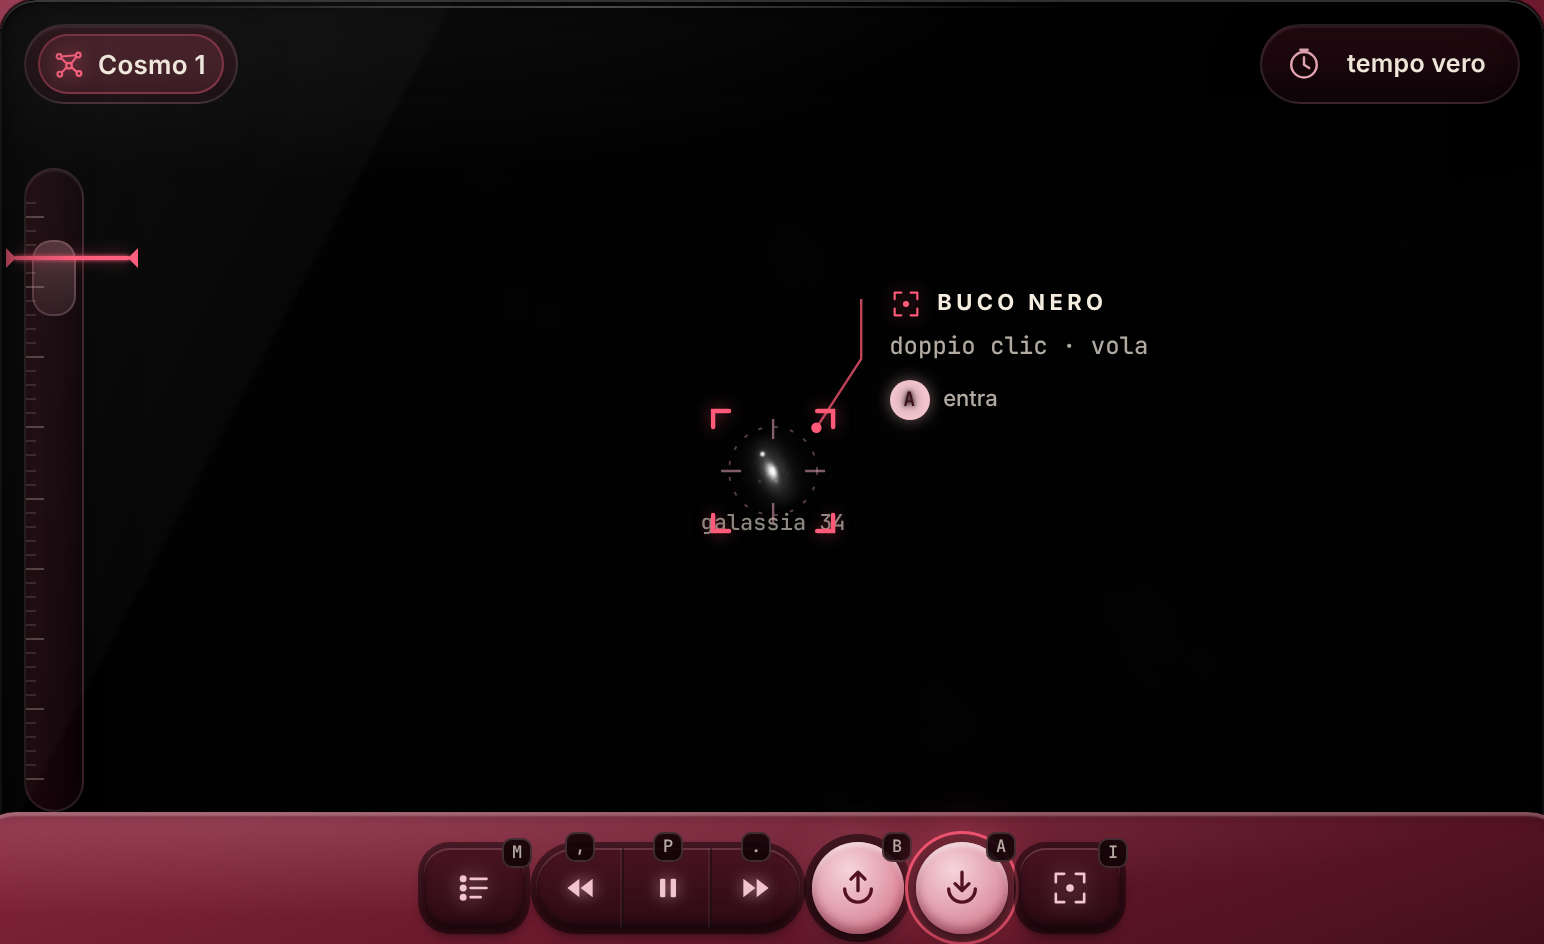 Cosmo 1
tempo vero
BUCO NERO
doppio clic · vola
A entra
galassia 34
M
,
P
.
B
A
I